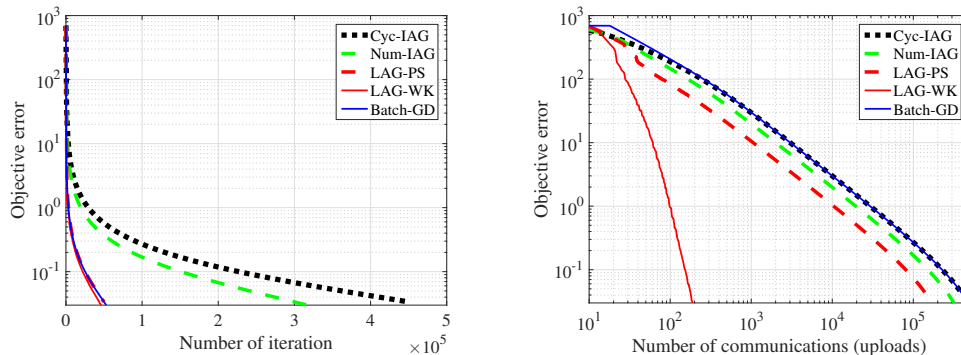 10^3
10^2
10^1
10^0
10^-1
Objective error
0 1 2 3 4 5
× 10^5
Number of iteration
Cyc-IAG
Num-IAG
LAG-PS
LAG-WK
Batch-GD
10^3
10^2
10^1
10^0
10^-1
Objective error
10^1 10^2 10^3 10^4 10^5
Number of communications (uploads)
Cyc-IAG
Num-IAG
LAG-PS
LAG-WK
Batch-GD